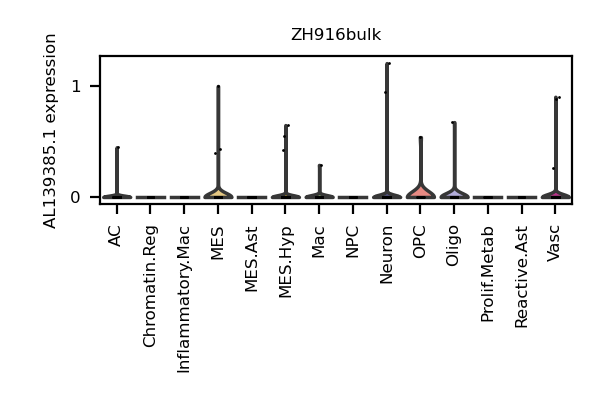 ZH916bulk
AL139385.1 expression
1
0
AC
Chromatin.Reg
Inflammatory.Mac
MES
MES.Ast
MES.Hyp
Mac
NPC
Neuron
OPC
Oligo
Prolif.Metab
Reactive.Ast
Vasc